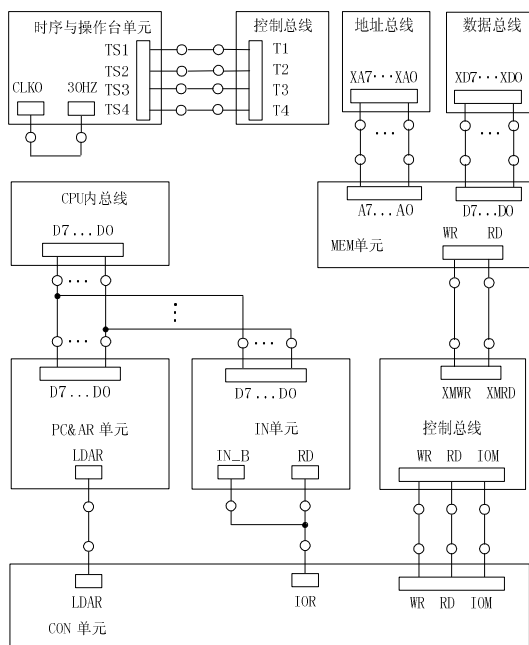 时序与操作台单元
TS1
TS2
TS3
TS4
CLK0
30HZ
控制总线
T1
T2
T3
T4
地址总线
XA7···XA0
数据总线
XD7···XD0
A7...A0
D7...D0
MEM单元
WR
RD
CPU内总线
D7...D0
D7...D0
PC&AR 单元
LDAR
D7...D0
IN单元
IN_B
RD
XMWR
XMRD
控制总线
WR
RD
IOM
LDAR
IOR
WR
RD
IOM
CON 单元